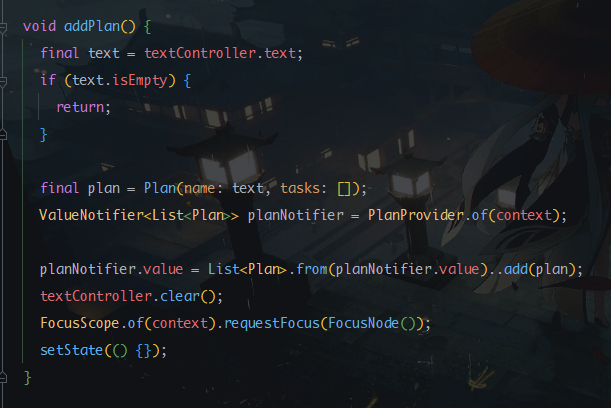 void addPlan() {
final text = textController.text;
if (text.isEmpty) {
return;
}
final plan = Plan(name: text, tasks: []);
ValueNotifier<List<Plan>> planNotifier = PlanProvider.of(context);
planNotifier.value = List<Plan>.from(planNotifier.value)..add(plan);
textController.clear();
FocusScope.of(context).requestFocus(FocusNode());
setState(() {});
}